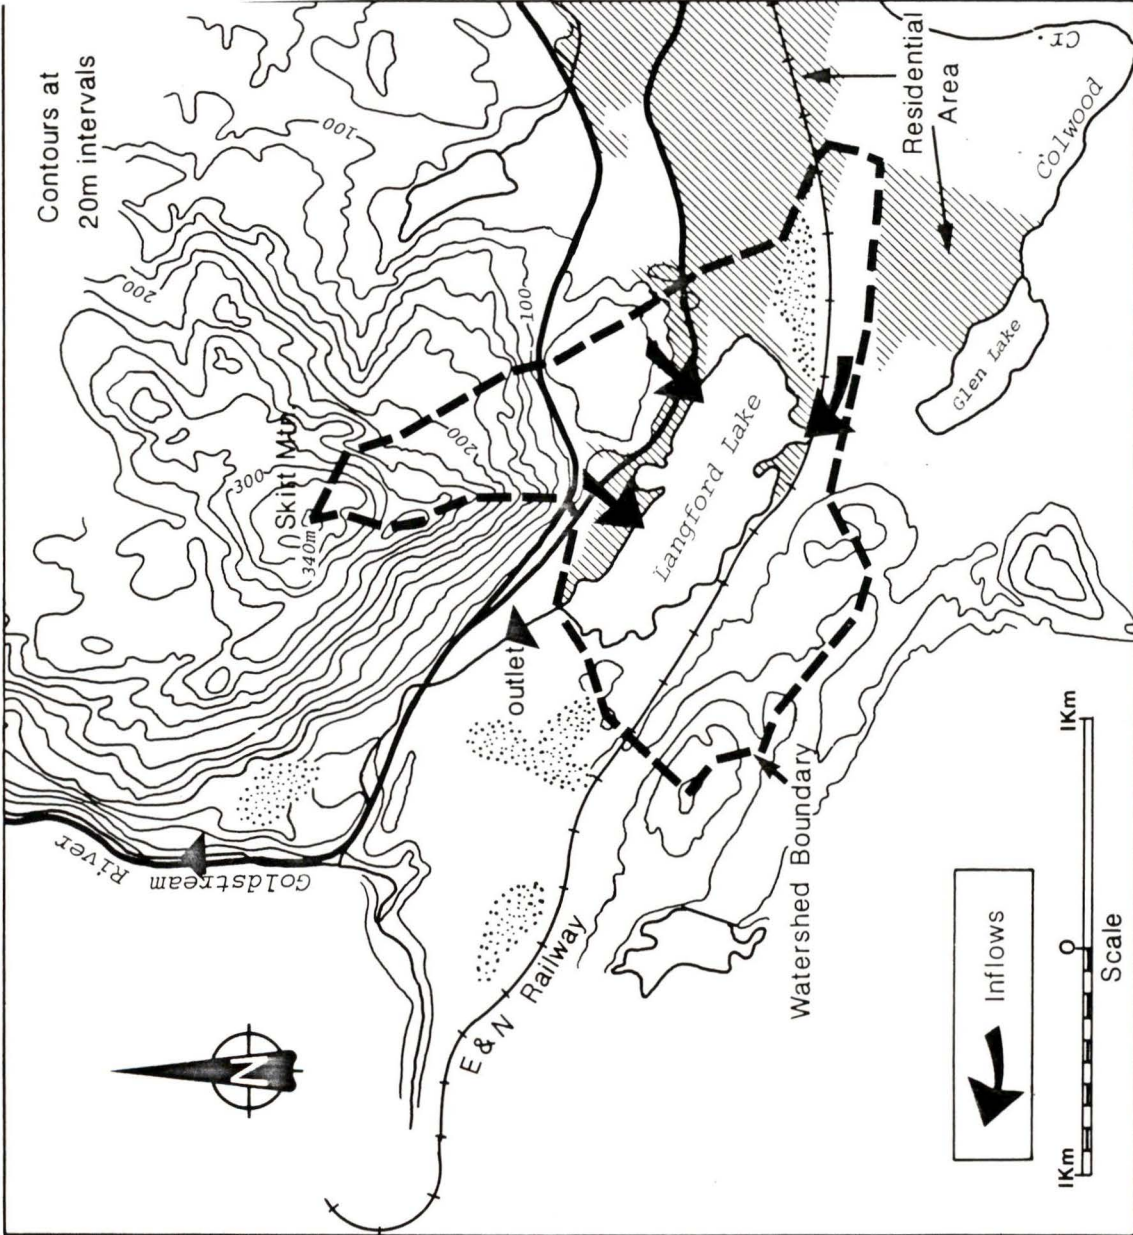 Contours at
20m intervals
100
200
100
200
300
Skirt Mtn.
340m
Residential
Area
Cr.
Colwood
Glen Lake
Langford Lake
outlet
Goldstream
River
E & N Railway
Watershed Boundary
N
Inflows
1Km
0
1Km
Scale